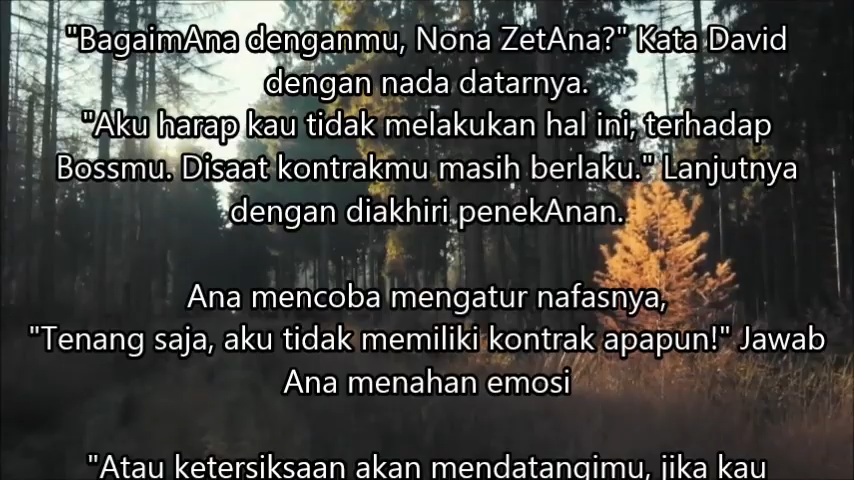 "BagaimAna denganmu, Nona ZetAna?" Kata David
dengan nada datarnya.
"Aku harap kau tidak melakukan hal ini, terhadap
Bossmu. Disaat kontrakmu masih berlaku." Lanjutnya
dengan diakhiri penekAnan.
Ana mencoba mengatur nafasnya,
"Tenang saja, aku tidak memiliki kontrak apapun!" Jawab
Ana menahan emosi
"Atau ketersiksaan akan mendatangimu, jika kau